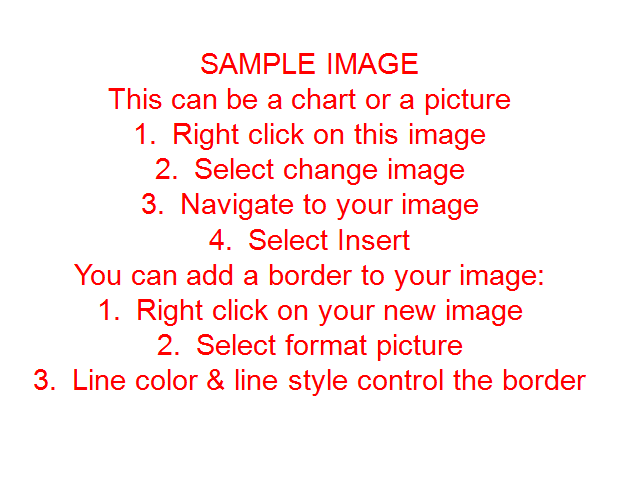 SAMPLE IMAGE
This can be a chart or a picture
1. Right click on this image
2. Select change image
3. Navigate to your image
4. Select Insert
You can add a border to your image:
1. Right click on your new image
2. Select format picture
3. Line color & line style control the border